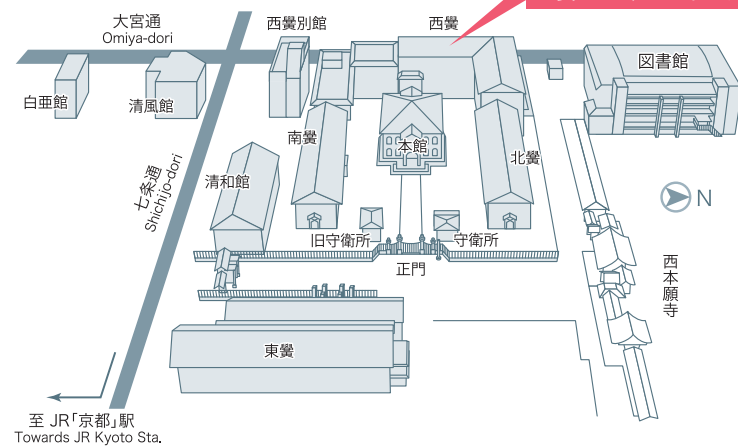 大宮通
Omiya-dori
西黌別館
西黌
図書館
白亜館
清風館
南黌
本館
北黌
七条通
Shichijo-dori
清和館
N
旧守衛所
守衛所
正門
西本願寺
東黌
至 JR「京都」駅
Towards JR Kyoto Sta.